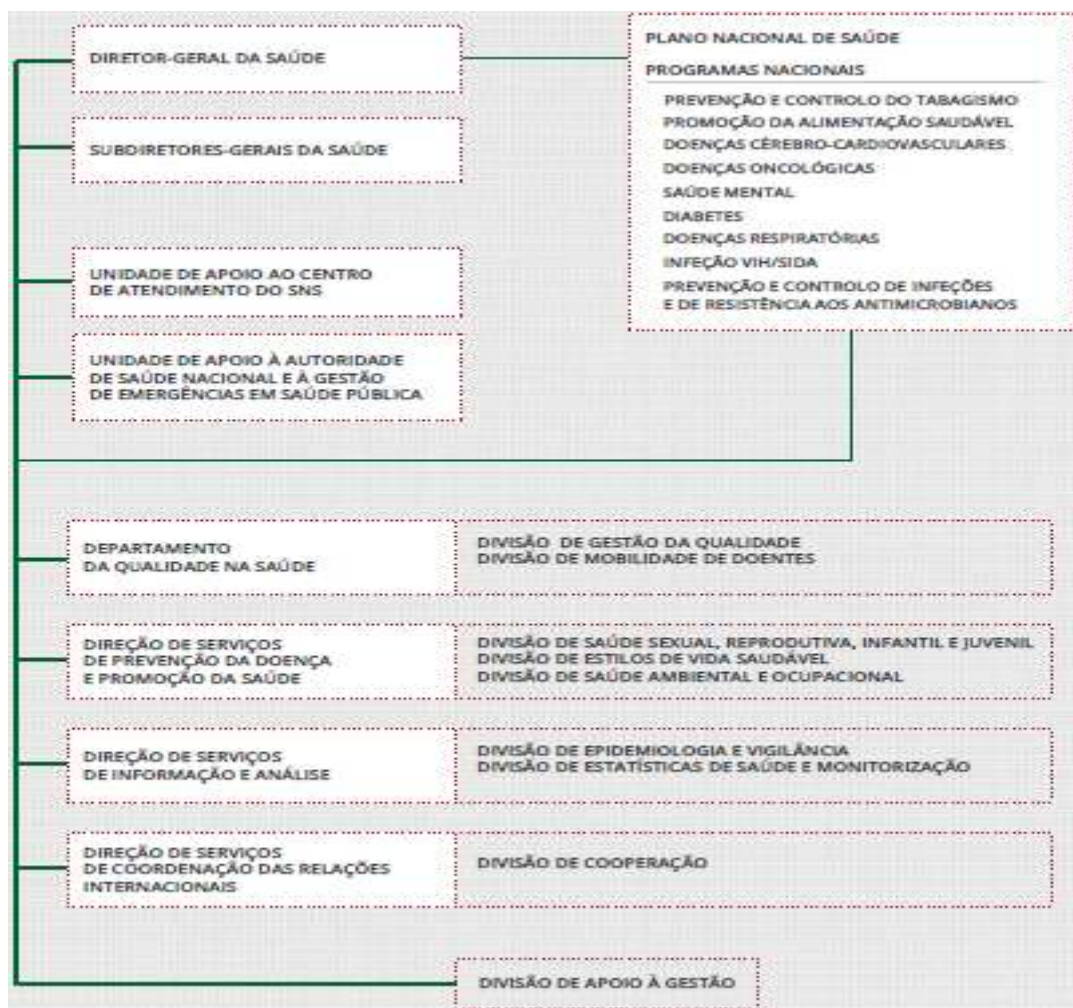 DIRETOR-GERAL DA SAÚDE
SUBDIRETORES-GERAIS DA SAÚDE
UNIDADE DE APOIO AO CENTRO
DE ATENDIMENTO DO SNS
UNIDADE DE APOIO À AUTORIDADE
DE SAÚDE NACIONAL E À GESTÃO
DE EMERGÊNCIAS EM SAÚDE PÚBLICA
PLANO NACIONAL DE SAÚDE
PROGRAMAS NACIONAIS
PREVENÇÃO E CONTROLO DO TABAGISMO
PROMOÇÃO DA ALIMENTAÇÃO SAUDÁVEL
DOENÇAS CÉREBRO-CARDIOVASCULARES
DOENÇAS ONCOLÓGICAS
SAÚDE MENTAL
DIABETES
DOENÇAS RESPIRATÓRIAS
INFEÇÃO VIH/SIDA
PREVENÇÃO E CONTROLO DE INFEÇÕES
E DE RESISTÊNCIA AOS ANTIMICROBIANOS
DEPARTAMENTO
DA QUALIDADE NA SAÚDE
DIVISÃO DE GESTÃO DA QUALIDADE
DIVISÃO DE MOBILIDADE DE DOENTES
DIREÇÃO DE SERVIÇOS
DE PREVENÇÃO DA DOENÇA
E PROMOÇÃO DA SAÚDE
DIVISÃO DE SAÚDE SEXUAL, REPRODUTIVA, INFANTIL E JUVENIL
DIVISÃO DE ESTILOS DE VIDA SAUDÁVEL
DIVISÃO DE SAÚDE AMBIENTAL E OCUPACIONAL
DIREÇÃO DE SERVIÇOS
DE INFORMAÇÃO E ANÁLISE
DIVISÃO DE EPIDEMIOLOGIA E VIGILÂNCIA
DIVISÃO DE ESTATÍSTICAS DE SAÚDE E MONITORIZAÇÃO
DIREÇÃO DE SERVIÇOS
DE COORDENAÇÃO DAS RELAÇÕES
INTERNACIONAIS
DIVISÃO DE COOPERAÇÃO
DIVISÃO DE APOIO À GESTÃO